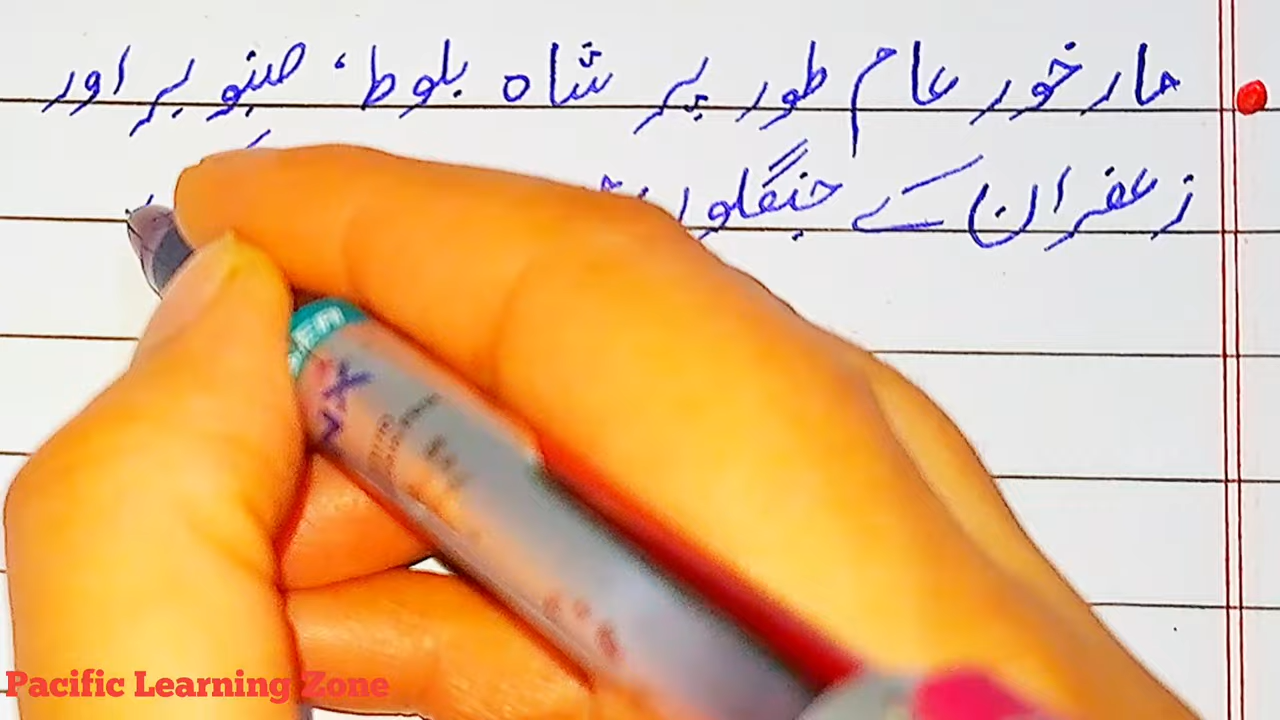 مارخور عام طور پر شاہ بلوط، صنوبر اور
زعفران کے جنگلوں
Pacific Learning Zone